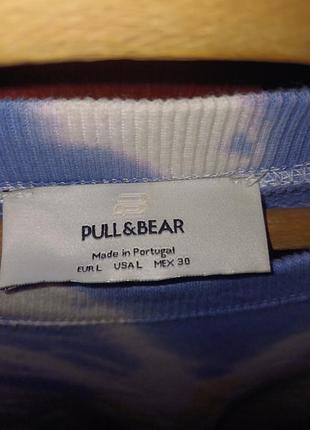 PULL&BEAR
Made in Portugal
EUR L USA L MEX 30